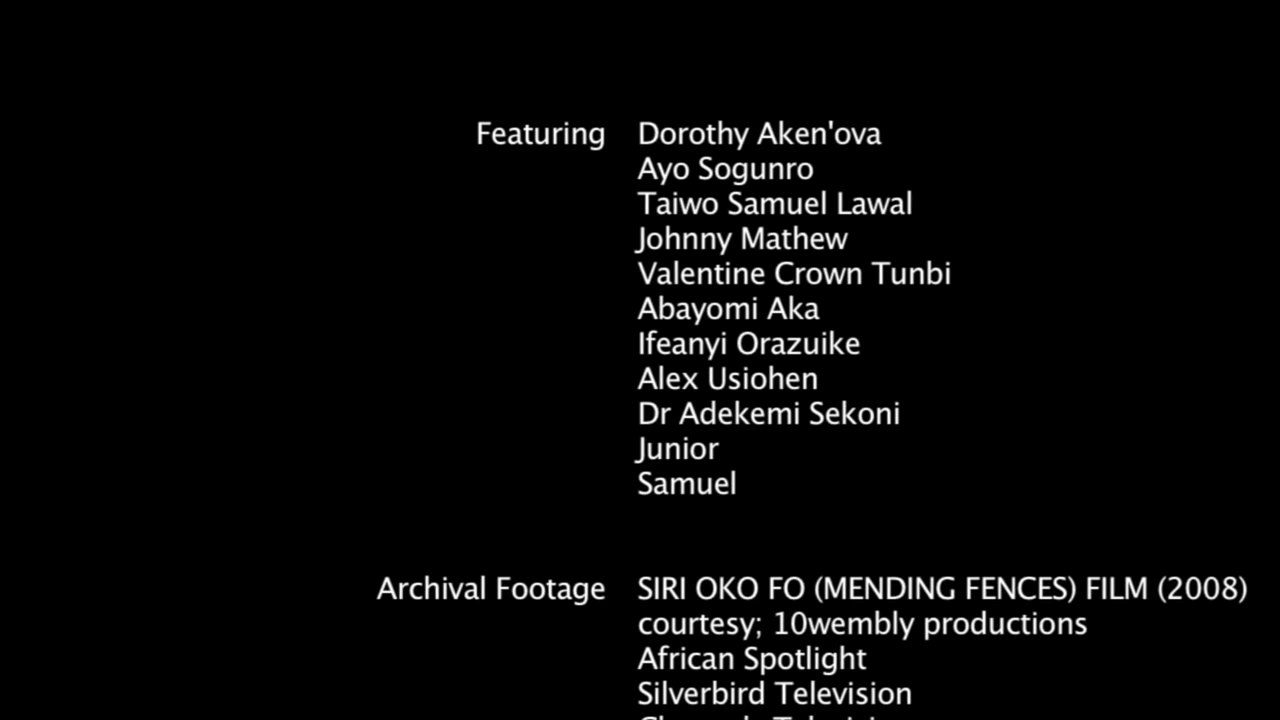 Featuring Dorothy Aken'ova
Ayo Sogunro
Taiwo Samuel Lawal
Johnny Mathew
Valentine Crown Tunbi
Abayomi Aka
Ifeanyi Orazuike
Alex Usiohen
Dr Adekemi Sekoni
Junior
Samuel
Archival Footage SIRI OKO FO (MENDING FENCES) FILM (2008)
courtesy; 10wembly productions
African Spotlight
Silverbird Television